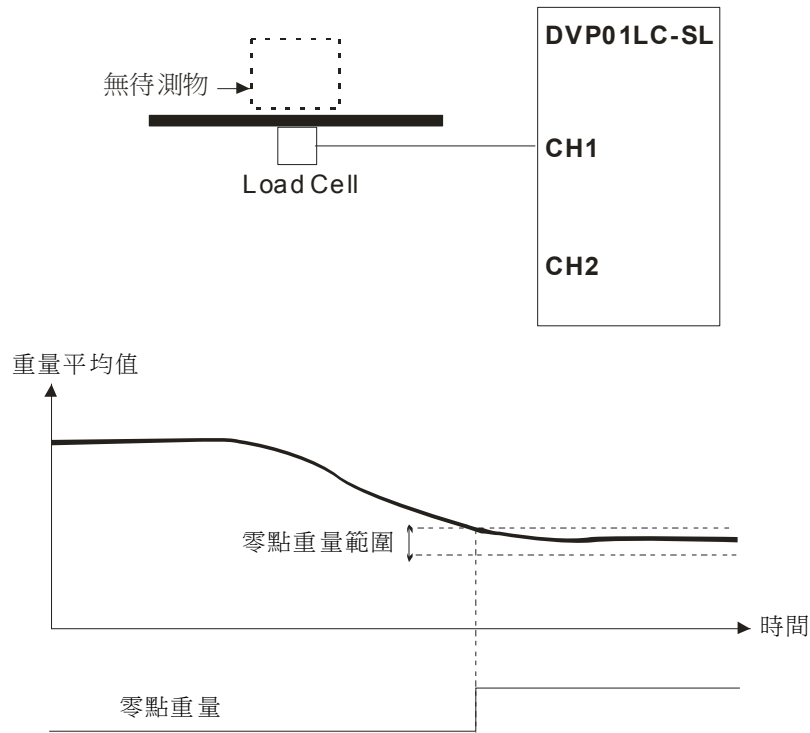 DVP01LC-SL
無待測物
CH1
Load Cell
CH2
重量平均值
零點重量範圍
時間
零點重量